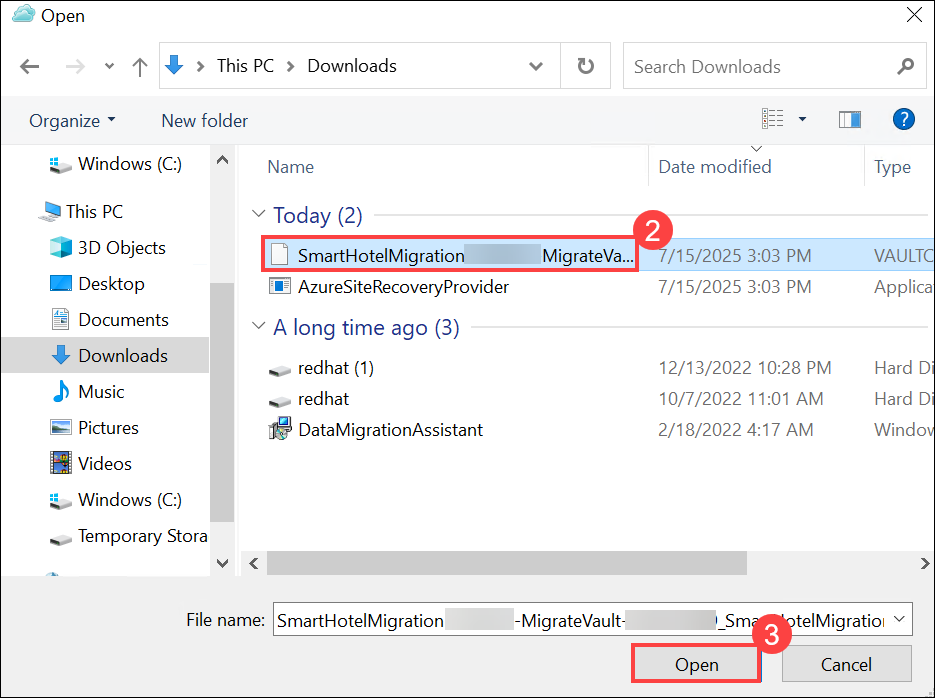 Open
This PC > Downloads
Search Downloads
Organize
New folder
?
Windows (C:)
This PC
3D Objects
Desktop
Documents
Downloads
Music
Pictures
Videos
Windows (C:)
Temporary Stora
Name Date modified Type
Today (2)
2
SmartHotelMigration MigrateVa... 7/15/2025 3:03 PM VAULTC
AzureSiteRecoveryProvider 7/15/2025 3:03 PM Applica
A long time ago (3)
redhat (1) 12/13/2022 10:28 PM Hard Di
redhat 10/7/2022 11:01 AM Hard Di
DataMigrationAssistant 2/18/2022 4:17 AM Window
File name: SmartHotelMigration -MigrateVault- _Sma otelMigration
3
Open Cancel